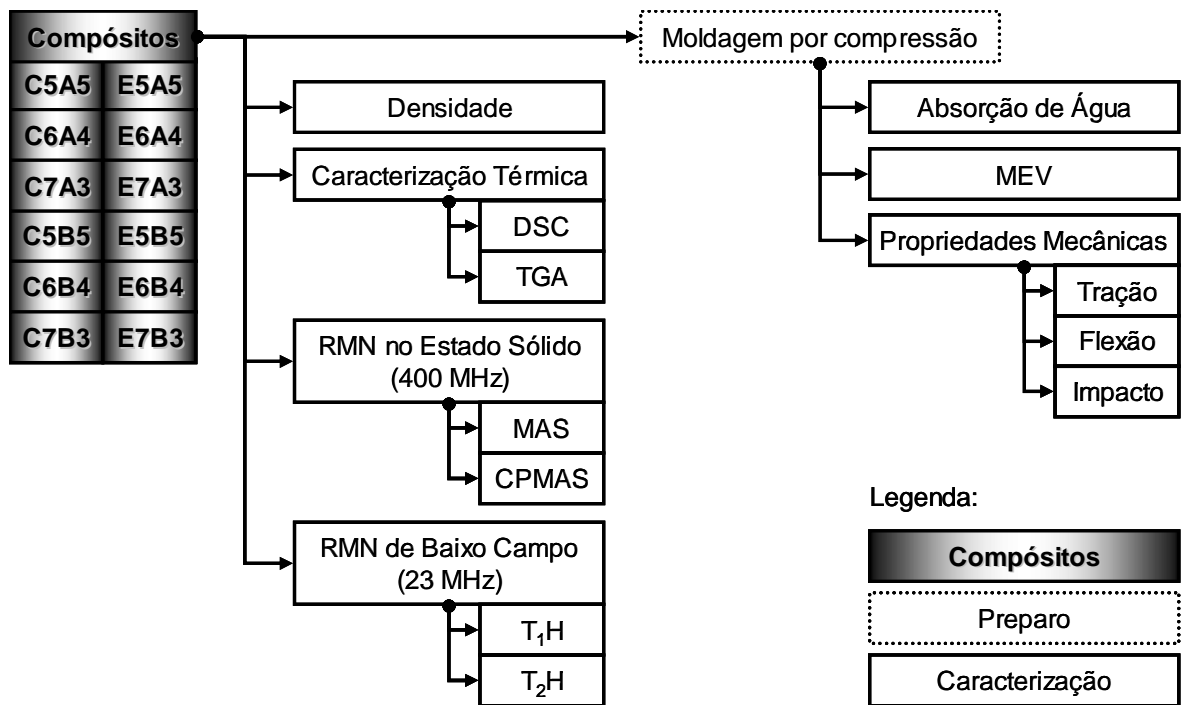 Compósitos
C5A5 E5A5
C6A4 E6A4
C7A3 E7A3
C5B5 E5B5
C6B4 E6B4
C7B3 E7B3
Densidade
Caracterização Térmica
DSC
TGA
RMN no Estado Sólido
(400 MHz)
MAS
CPMAS
RMN de Baixo Campo
(23 MHz)
T₁H
T₂H
Moldagem por compressão
Absorção de Água
MEV
Propriedades Mecânicas
Tração
Flexão
Impacto
Legenda:
Compósitos
Preparo
Caracterização